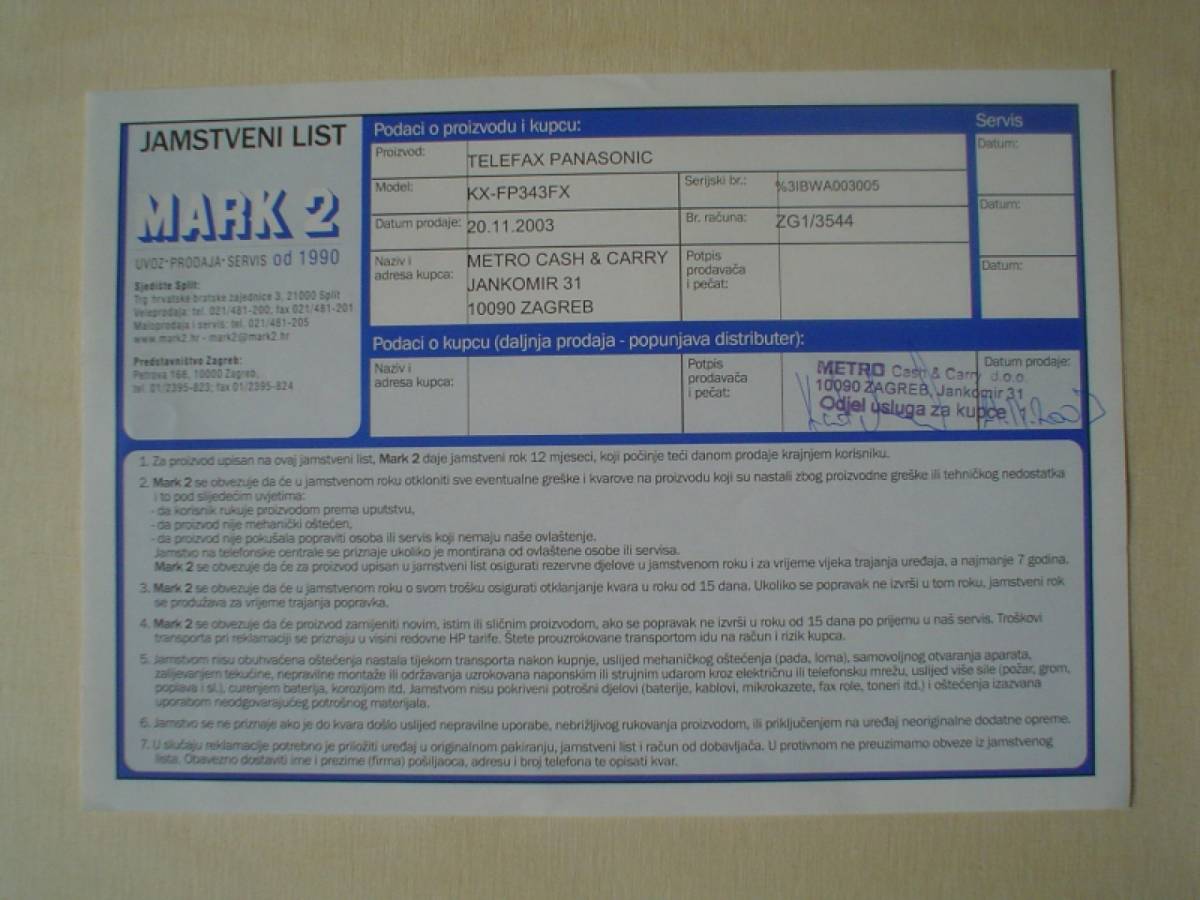 JAMSTVENI LIST
MARK 2
UVOZ-PRODAJA-SERVIS od 1990
Sjedište Split:
Trg hrvatske bratske zajednice 3, 21000 Split
Veleprodaja: tel. 021/481-200; fax 021/481-201
Maloprodaja i servis: tel. 021/481-205
www.mark2.hr - mark2@mark2.hr
Predstavništvo Zagreb:
Petrova 166, 10000 Zagreb,
tel. 01/2395-823; fax 01/2395-824
Podaci o proizvodu i kupcu:
Proizvod: TELEFAX PANASONIC
Model: KX-FP343FX
Serijski br.: %3IBWA003005
Datum prodaje: 20.11.2003
Br. računa: ZG1/3544
Naziv i
adresa kupca:
METRO CASH & CARRY
JANKOMIR 31
10090 ZAGREB
Potpis
prodavača
i pečat:
Servis
Datum:
Datum:
Datum:
Podaci o kupcu (daljnja prodaja - popunjava distributer):
Naziv i
adresa kupca:
Potpis
prodavača
i pečat:
METRO Cash & Carry d.o.o.
10090 ZAGREB, Jankomir 31
Odjel usluga za kupce
Datum prodaje:
1. Za proizvod upisan na ovaj jamstveni list, Mark 2 daje jamstveni rok 12 mjeseci, koji počinje teći danom prodaje krajnjem korisniku.
2. Mark 2 se obvezuje da će u jamstvenom roku otkloniti sve eventualne greške i kvarove na proizvodu koji su nastali zbog proizvodne greške ili tehničkog nedostatka
i to pod slijedećim uvjetima:
- da korisnik rukuje proizvodom prema uputstvu,
- da proizvod nije mehanički oštećen,
- da proizvod nije pokušala popraviti osoba ili servis koji nemaju naše ovlaštenje.
Jamstvo na telefonske centrale se priznaje ukoliko je montirana od ovlaštene osobe ili servisa.
Mark 2 se obvezuje da će za proizvod upisan u jamstveni list osigurati rezervne djelove u jamstvenom roku i za vrijeme vijeka trajanja uređaja, a najmanje 7 godina.
3. Mark 2 se obvezuje da će u jamstvenom roku o svom trošku osigurati otklanjanje kvara u roku od 15 dana. Ukoliko se popravak ne izvrši u tom roku, jamstveni rok
se produžava za vrijeme trajanja popravka.
4. Mark 2 se obvezuje da će proizvod zamijeniti novim, istim ili sličnim proizvodom, ako se popravak ne izvrši u roku od 15 dana po prijemu u naš servis. Troškovi
transporta pri reklamaciji se priznaju u visini redovne HP tarife. Štete prouzrokovane transportom idu na račun i rizik kupca.
5. Jamstvom nisu obuhvaćena oštećenja nastala tijekom transporta nakon kupnje, uslijed mehaničkog oštećenja (pada, loma), samovoljnog otvaranja aparata,
zalijevanjem tekućine, nepravilne montaže ili održavanja uzrokovana naponskim ili strujnim udarom kroz električnu ili telefonsku mrežu, uslijed više sile (požar, grom,
poplava i sl.), curenjem baterija, korozijom itd. Jamstvom nisu pokriveni potrošni djelovi (baterije, kablovi, mikrokazete, fax role, toneri itd.) i oštećenja izazvana
uporabom neodgovarajućeg potrošnog materijala.
6. Jamstvo se ne priznaje ako je do kvara došlo uslijed nepravilne uporabe, nebrižljivog rukovanja proizvodom, ili priključenjem na uređaj neoriginalne dodatne opreme.
7. U slučaju reklamacije potrebno je priložiti uređaj u originalnom pakiranju, jamstveni list i račun od dobavljača. U protivnom ne preuzimamo obveze iz jamstvenog
lista. Obavezno dostaviti ime i prezime (firma) pošiljaoca, adresu i broj telefona te opisati kvar.